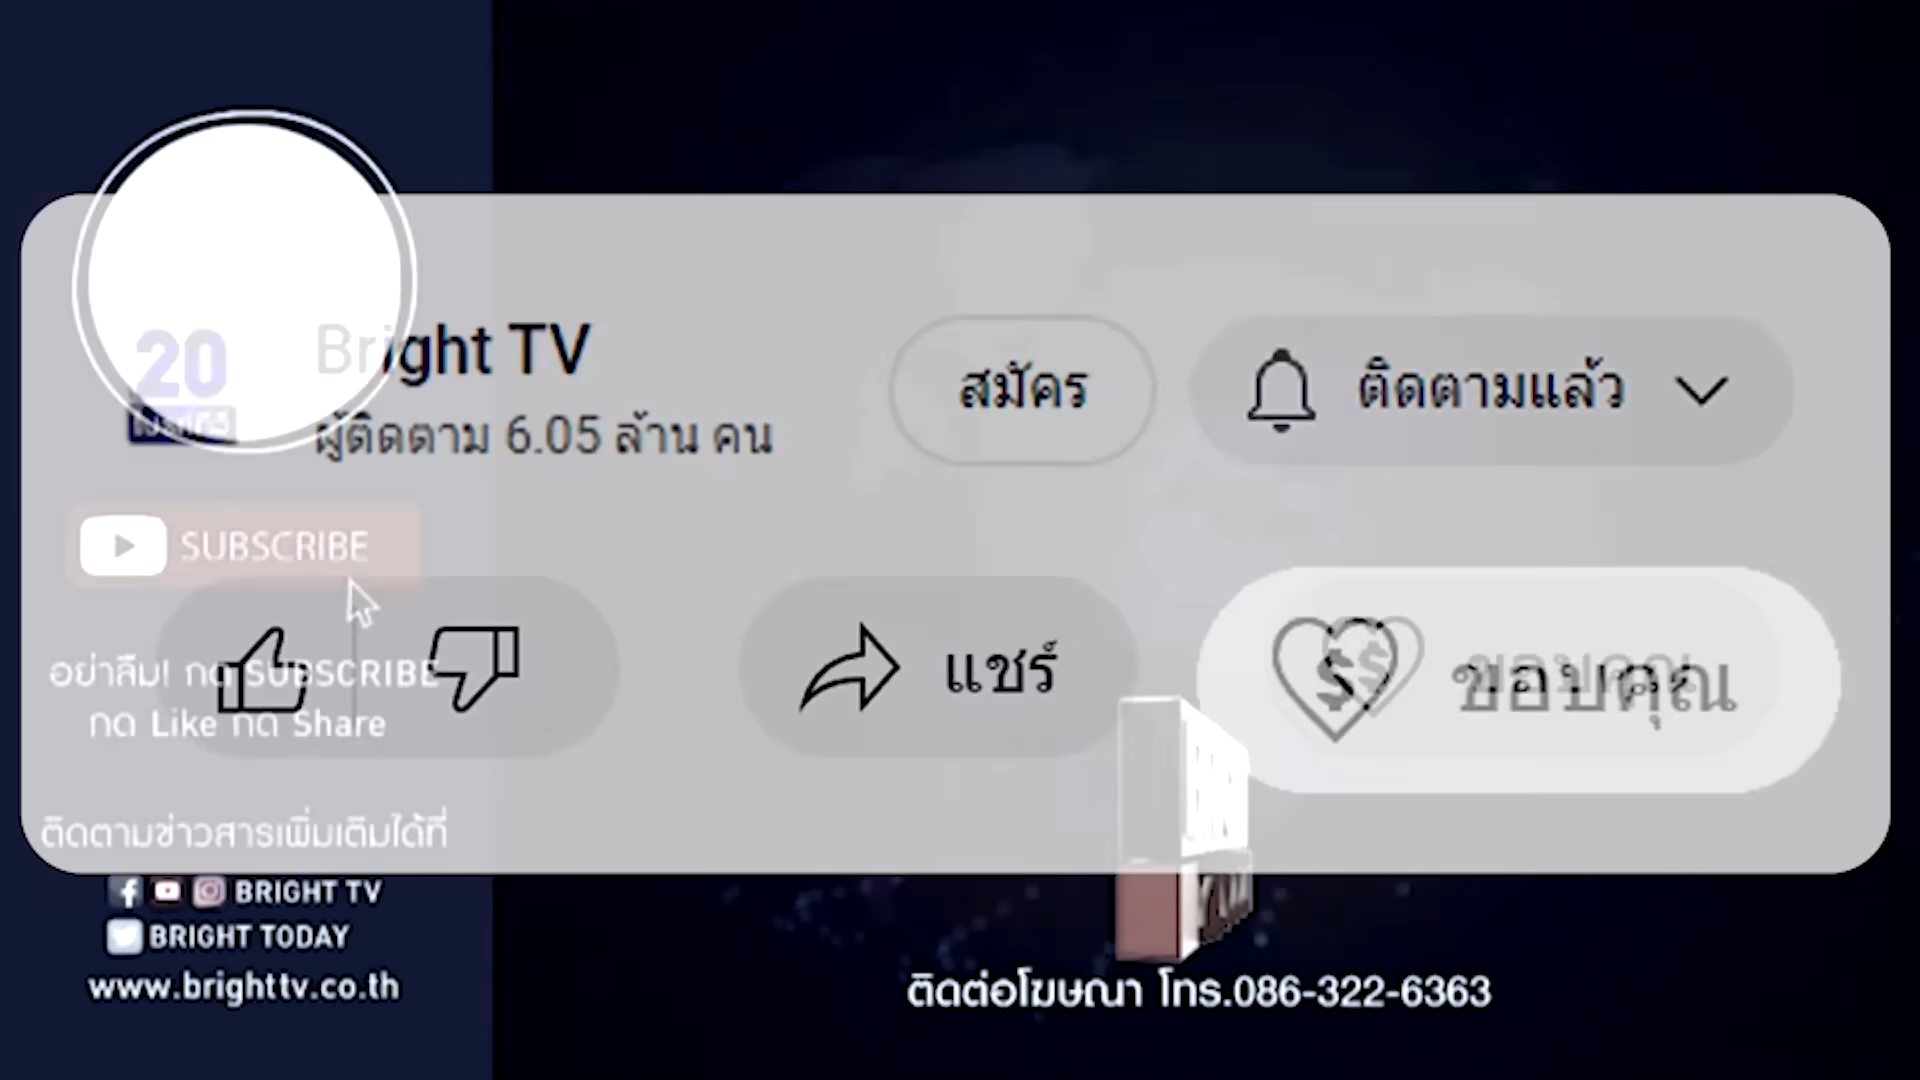 20
Bright TV
ผู้ติดตาม 6.05 ล้าน คน
สมัคร
ติดตามแล้ว
SUBSCRIBE
อย่าลืม! กด SUBSCRIBE
กด Like กด Share
แชร์
ขอบคุณ
ติดตามข่าวสารเพิ่มเติมได้ที่
BRIGHT TV
BRIGHT TODAY
www.brighttv.co.th
ติดต่อโฆษณา โทร.086-322-6363